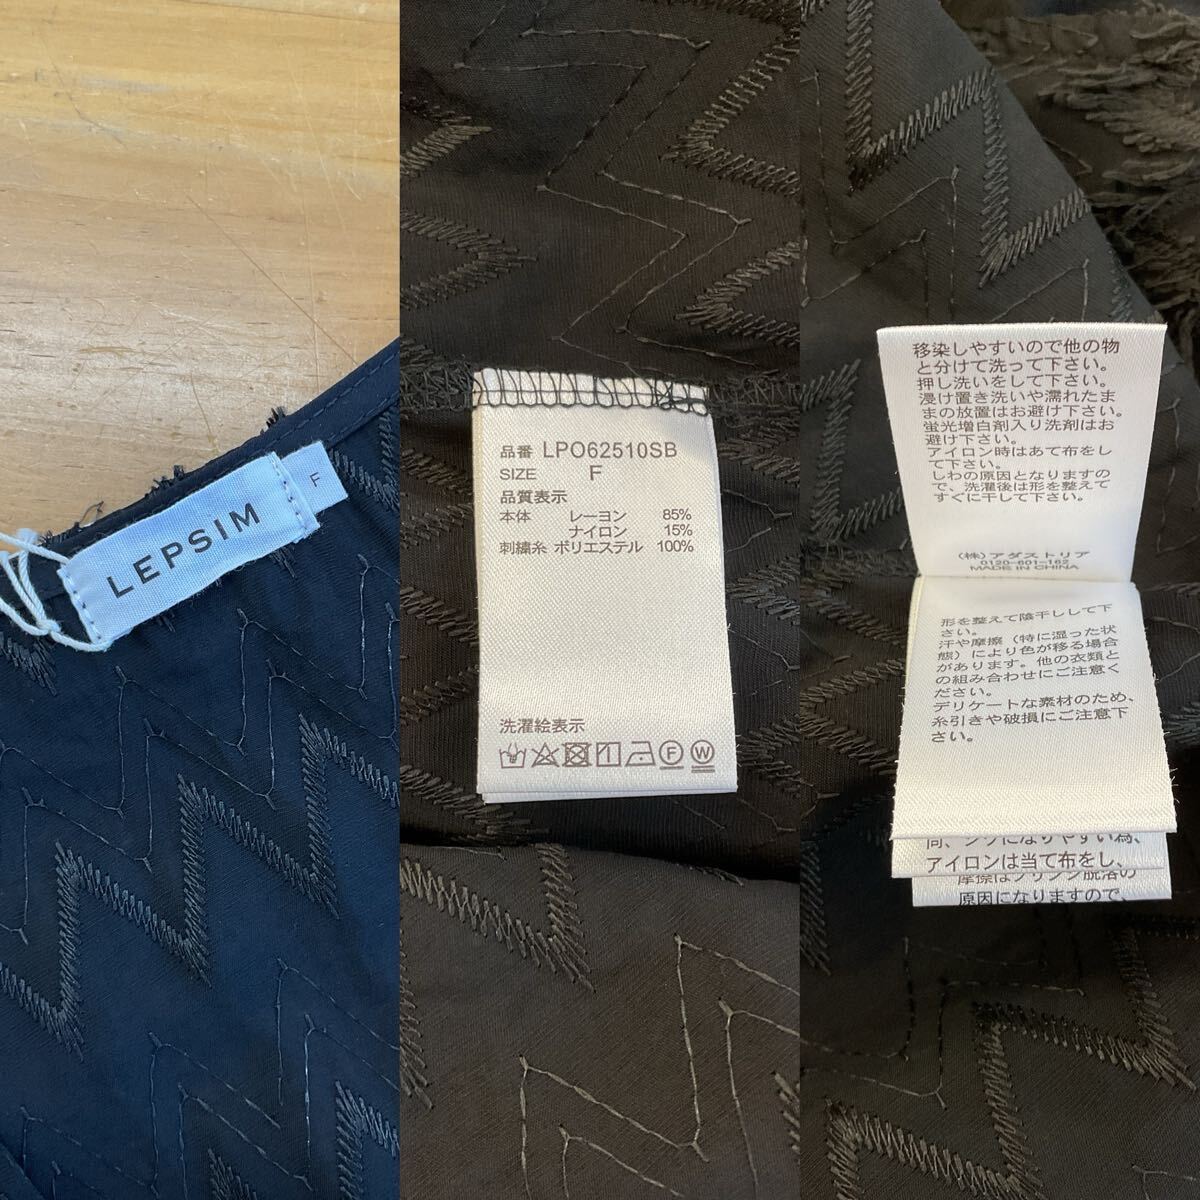 LEPSIM
F
品番 LPO62510SB
SIZE F
品質表示
本体 レーヨン 85%
ナイロン 15%
刺繍糸 ポリエステル 100%
洗濯絵表示
F W
移染しやすいので他の物
と分けて洗って下さい。
押し洗いをして下さい。
浸け置き洗いや濡れたま
まの放置はお避け下さい。
蛍光増白剤入り洗剤はお
避け下さい。
アイロン時はあて布をし
て下さい。
しわの原因となりますの
で、洗濯後は形を整えて
すぐに干して下さい。
(株)アダストリア
0120-601-162
MADE IN CHINA
形を整えて陰干しして下
さい。
汗や摩擦(特に湿った状
態)により色が移る場合
があります。他の衣類と
の組み合わせにご注意く
ださい。
デリケートな素材のため、
糸引きや破損にご注意下
さい。
アイロンは当て布をし、
原因になりますので、